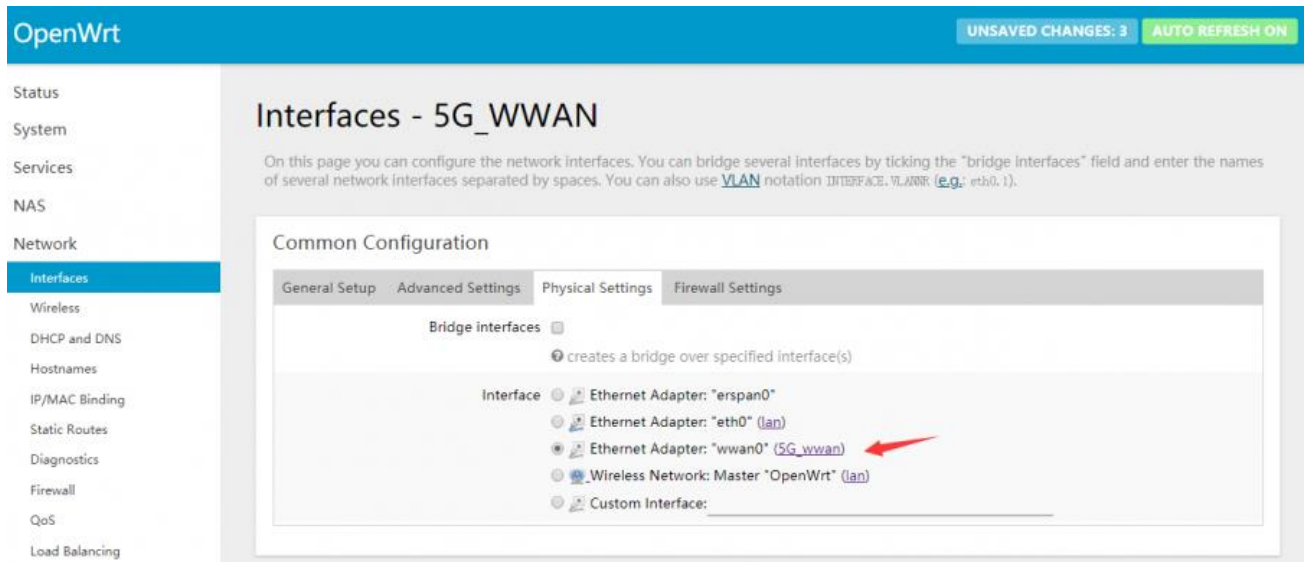 OpenWrt
UNSAVED CHANGES: 3
AUTO REFRESH ON
Status
System
Services
NAS
Network
Interfaces
Wireless
DHCP and DNS
Hostnames
IP/MAC Binding
Static Routes
Diagnostics
Firewall
QoS
Load Balancing
Interfaces - 5G_WWAN
On this page you can configure the network interfaces. You can bridge several interfaces by ticking the "bridge interfaces" field and enter the names
of several network interfaces separated by spaces. You can also use VLAN notation INTERFACE.VLANNR (e.g.: eth0.1).
Common Configuration
General Setup Advanced Settings Physical Settings Firewall Settings
Bridge interfaces
creates a bridge over specified interface(s)
Interface Ethernet Adapter: "erspan0"
Ethernet Adapter: "eth0" (lan)
Ethernet Adapter: "wwan0" (5G_wwan)
Wireless Network: Master "OpenWrt" (lan)
Custom Interface: